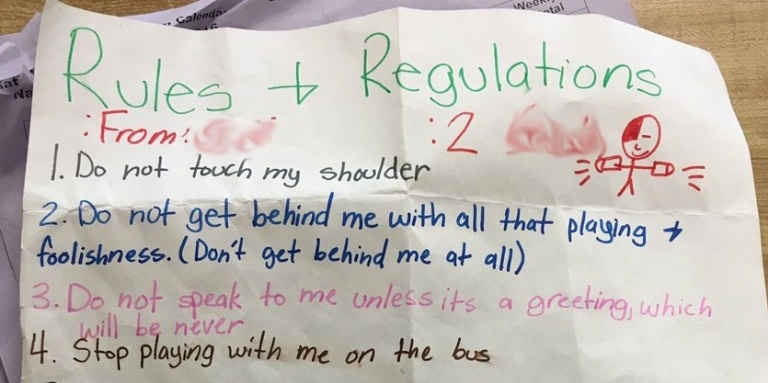 Calenda
Weekly
Rules + Regulations
:From:
:2
1. Do not touch my shoulder
2. Do not get behind me with all that playing +
foolishness. (Don't get behind me at all)
3. Do not speak to me unless its a greeting, which
will be never
4. Stop playing with me on the bus